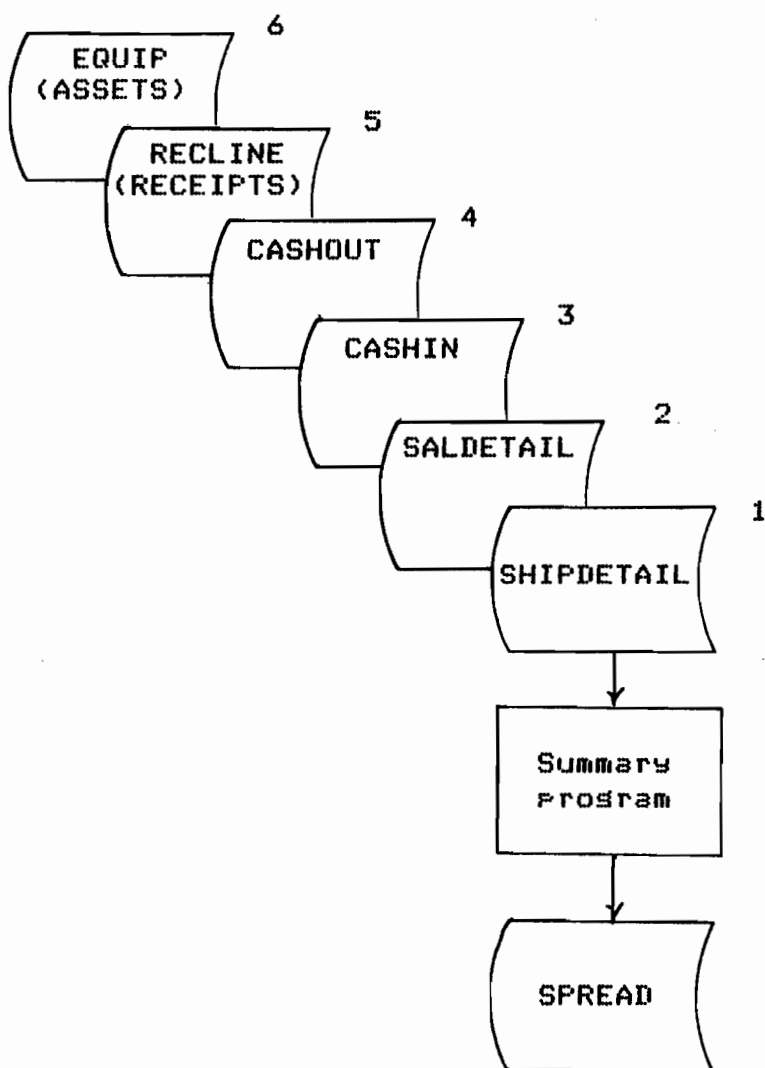 6
EQUIP
(ASSETS)
5
RECLINE
(RECEIPTS)
4
CASHOUT
3
CASHIN
2
SALDETAIL
1
SHIPDETAIL
Summary
program
SPREAD